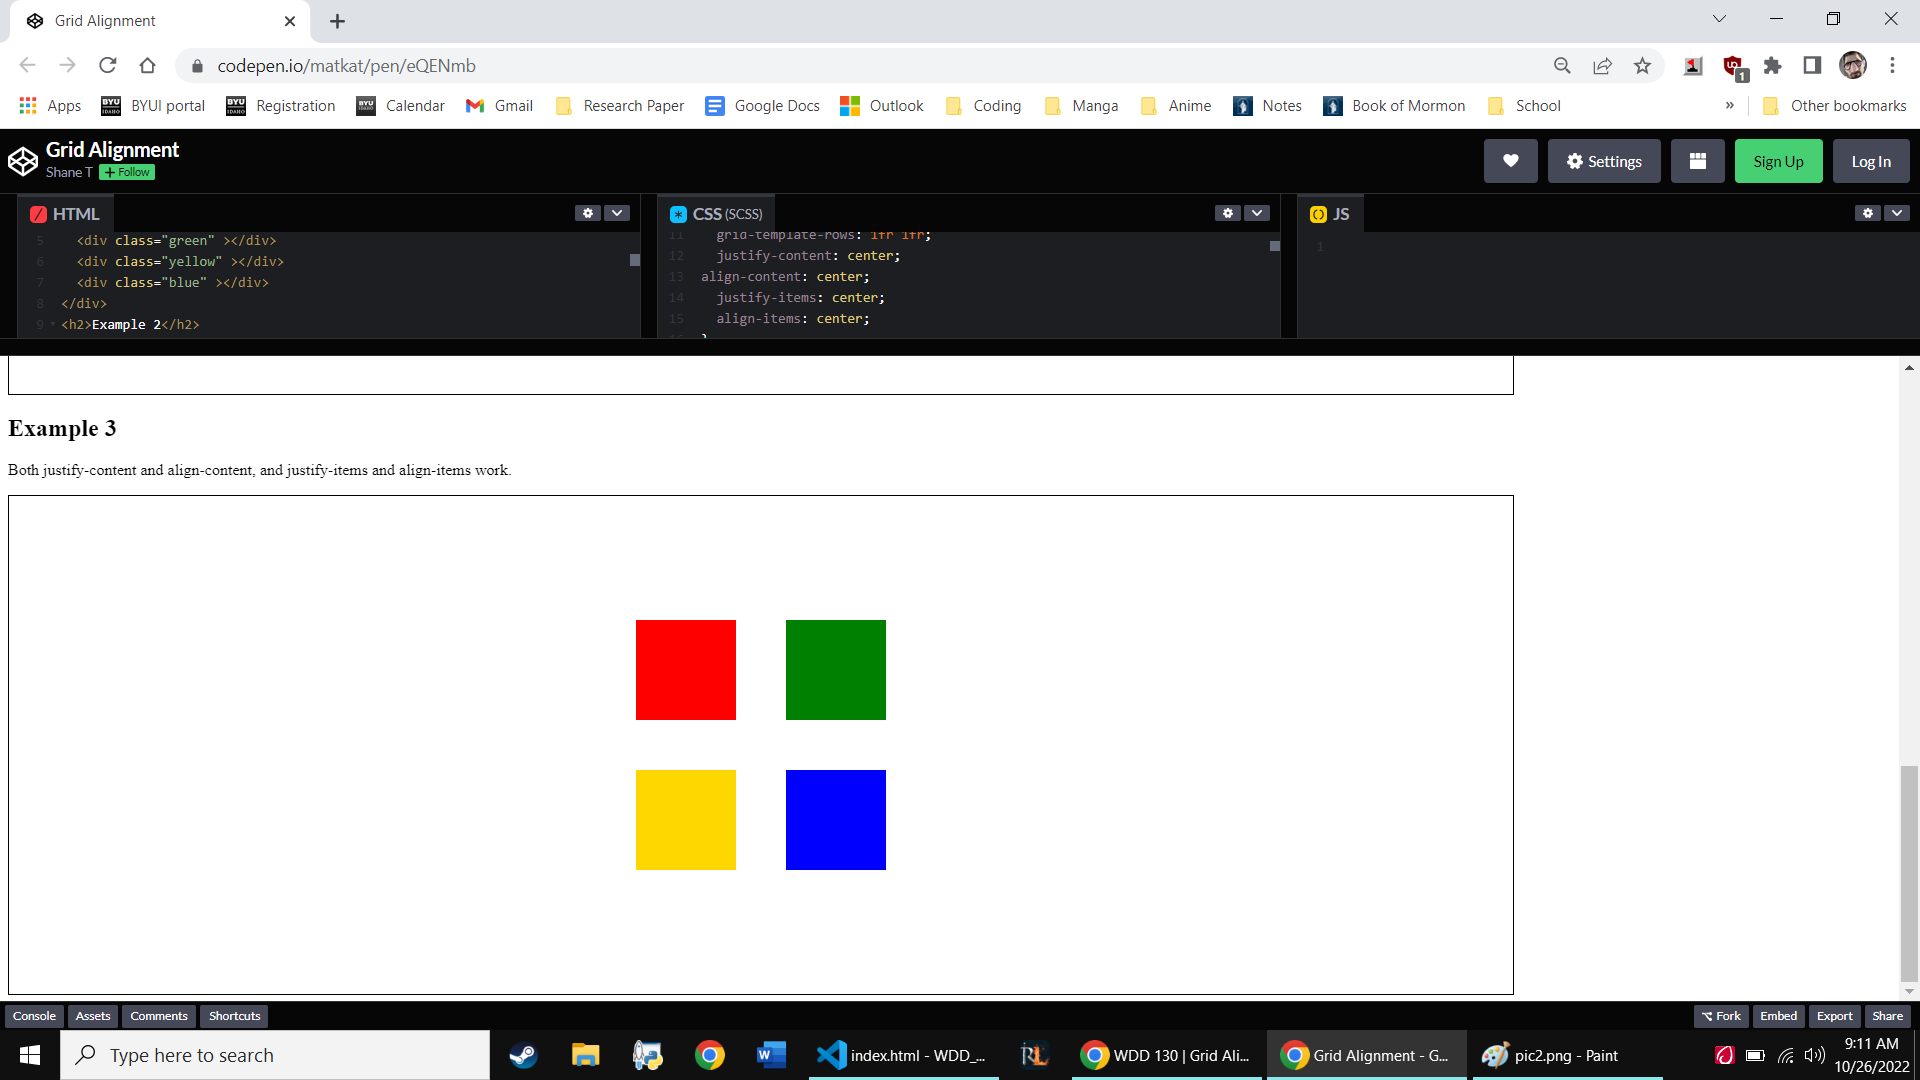 Grid Alignment
codepen.io/matkat/pen/eQENmb
1
Apps
BYUI portal
Registration
Calendar
Gmail
Research Paper
Google Docs
Outlook
Coding
Manga
Anime
Notes
Book of Mormon
School
»
Other bookmarks
Grid Alignment
Shane T
+ Follow
Settings
Sign Up
Log In
HTML
5 <div class="green" ></div>
6 <div class="yellow" ></div>
7 <div class="blue" ></div>
8 </div>
9 <h2>Example 2</h2>
CSS (SCSS)
11 grid-template-rows: 1fr 1fr;
12 justify-content: center;
13 align-content: center;
14 justify-items: center;
15 align-items: center;
16 }
JS
1
Example 3
Both justify-content and align-content, and justify-items and align-items work.
Console
Assets
Comments
Shortcuts
Fork
Embed
Export
Share
Type here to search
index.html - WDD_...
RL
WDD 130 | Grid Ali...
Grid Alignment - G...
pic2.png - Paint
9:11 AM
10/26/2022